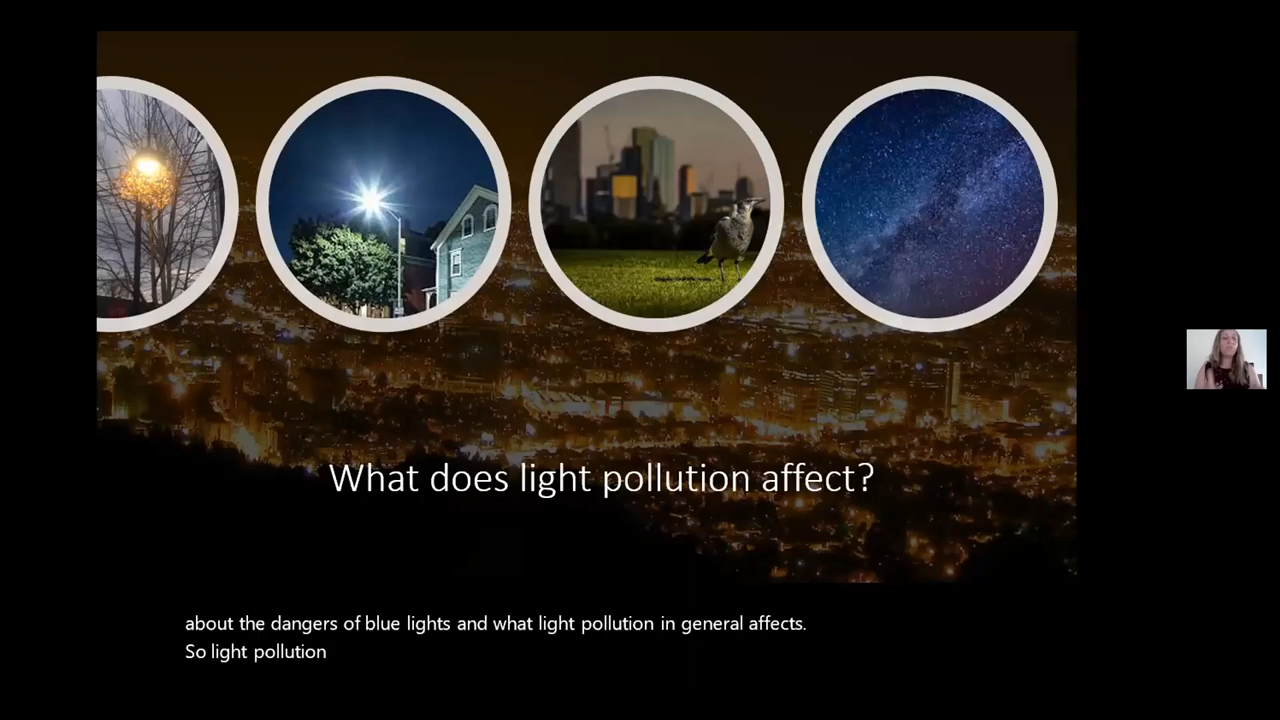 What does light pollution affect?
about the dangers of blue lights and what light pollution in general affects.
So light pollution